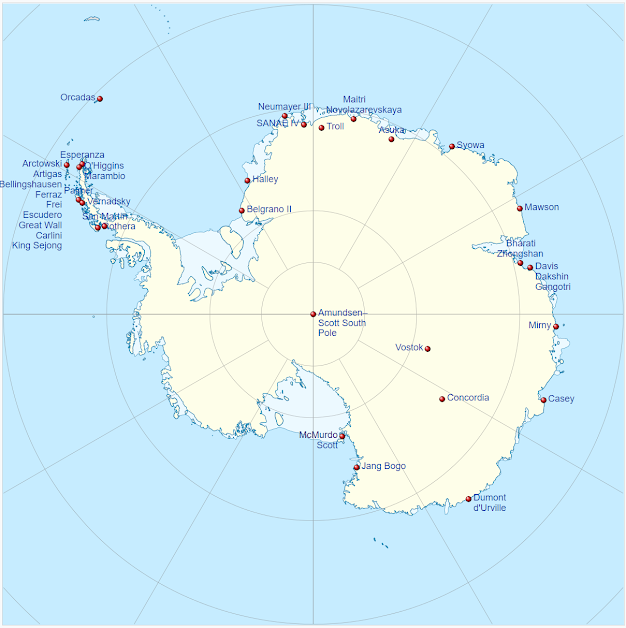 Orcadas
Neumayer III
SANAE IV
Troll
Maitri
Novolazarevskaya
Asuka
Syowa
Esperanza
O'Higgins
Marambio
Arctowski
Artigas
Bellingshausen
Ferraz
Frei
Escudero
Great Wall
Carlini
King Sejong
Palmer
Vernadsky
San Martin
Rothera
Halley
Belgrano II
Mawson
Bharati
Zhongshan
Davis
Dakshin
Gangotri
Amundsen–
Scott South
Pole
Mirny
Vostok
Concordia
Casey
McMurdo
Scott
Jang Bogo
Dumont
d'Urville